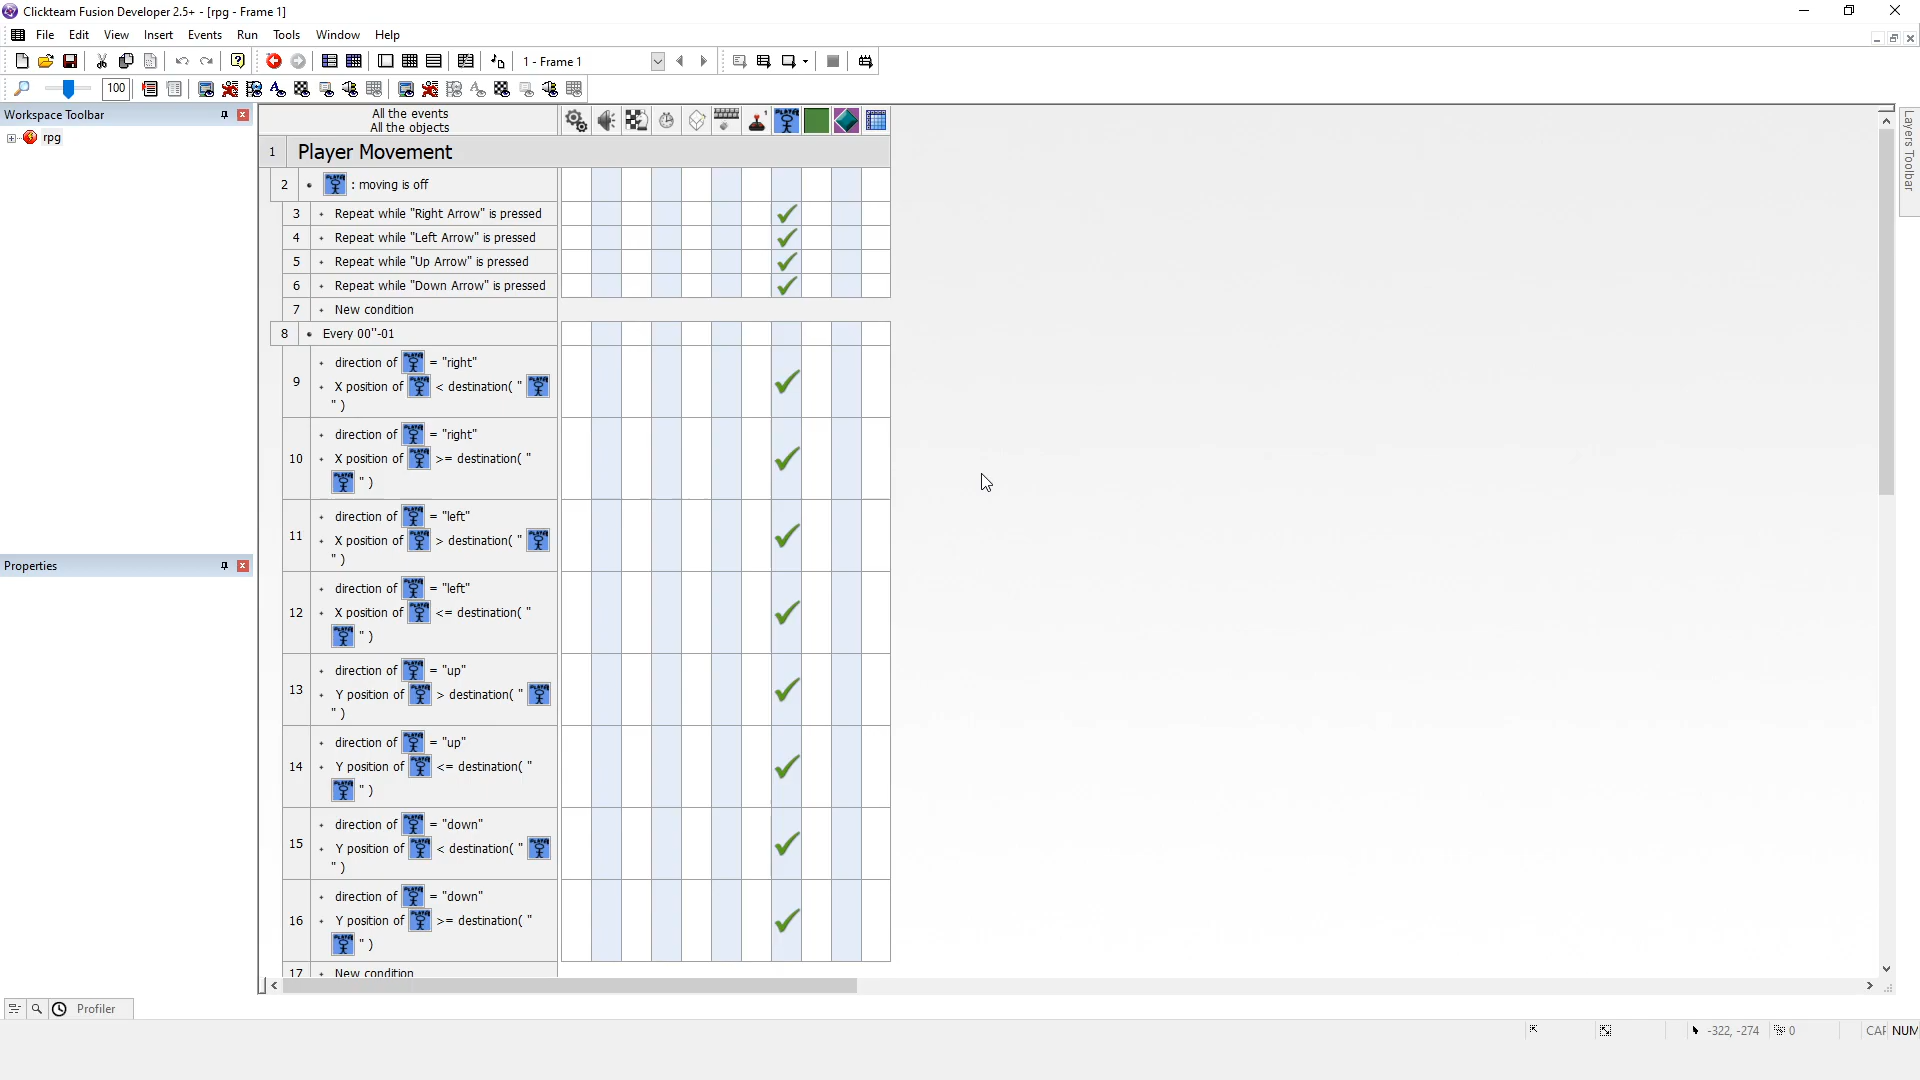 Clickteam Fusion Developer 2.5+ - [rpg - Frame 1]
File Edit View Insert Events Run Tools Window Help
1 - Frame 1
100
Workspace Toolbar
rpg
Properties
All the events
All the objects
1 Player Movement
2 : moving is off
3 Repeat while "Right Arrow" is pressed
4 Repeat while "Left Arrow" is pressed
5 Repeat while "Up Arrow" is pressed
6 Repeat while "Down Arrow" is pressed
7 New condition
8 Every 00''-01
direction of = "right"
9 X position of < destination( "
" )
direction of = "right"
10 X position of >= destination( "
" )
direction of = "left"
11 X position of > destination( "
" )
direction of = "left"
12 X position of <= destination( "
" )
direction of = "up"
13 Y position of > destination( "
" )
direction of = "up"
14 Y position of <= destination( "
" )
direction of = "down"
15 Y position of < destination( "
" )
direction of = "down"
16 Y position of >= destination( "
" )
17 New condition
Layers Toolbar
Profiler
-322, -274 0 CAP NUM